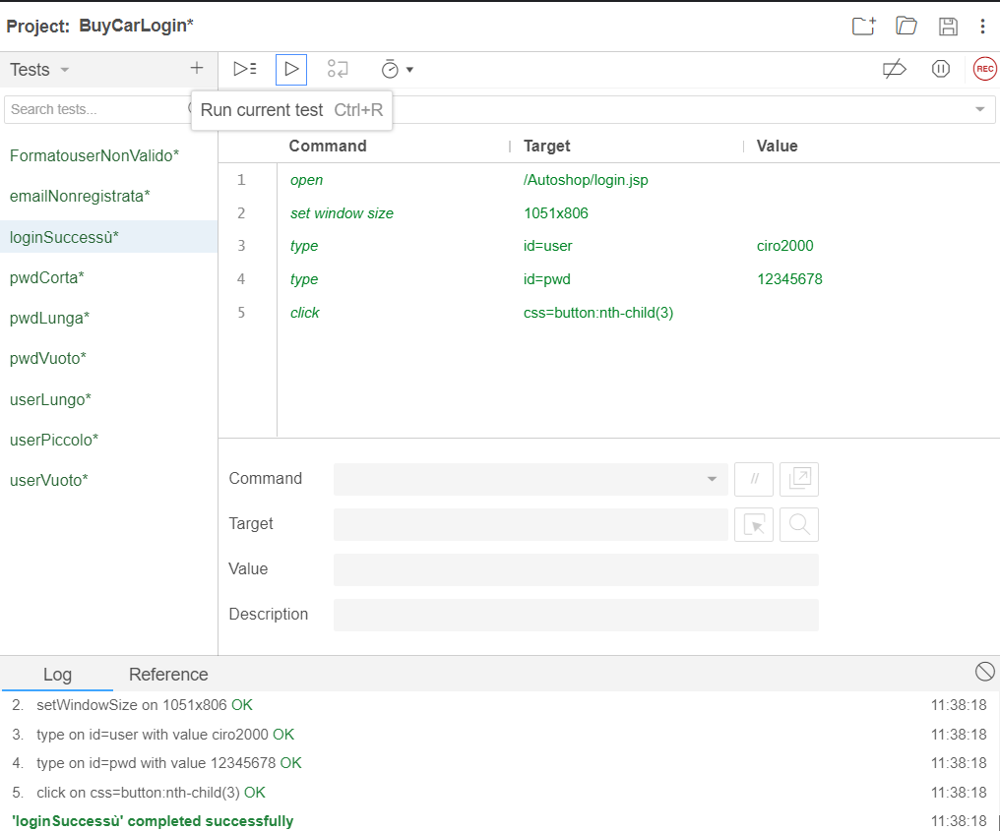 Project: BuyCarLogin*
Tests
REC
Search tests...
Run current test Ctrl+R
Command Target Value
FormatouserNonValido*
emailNonregistrata*
loginSuccessù*
pwdCorta*
pwdLunga*
pwdVuoto*
userLungo*
userPiccolo*
userVuoto*
1 open /Autoshop/login.jsp
2 set window size 1051x806
3 type id=user ciro2000
4 type id=pwd 12345678
5 click css=button:nth-child(3)
Command //
Target
Value
Description
Log Reference
2. setWindowSize on 1051x806 OK 11:38:18
3. type on id=user with value ciro2000 OK 11:38:18
4. type on id=pwd with value 12345678 OK 11:38:18
5. click on css=button:nth-child(3) OK 11:38:18
'loginSuccessù' completed successfully 11:38:18